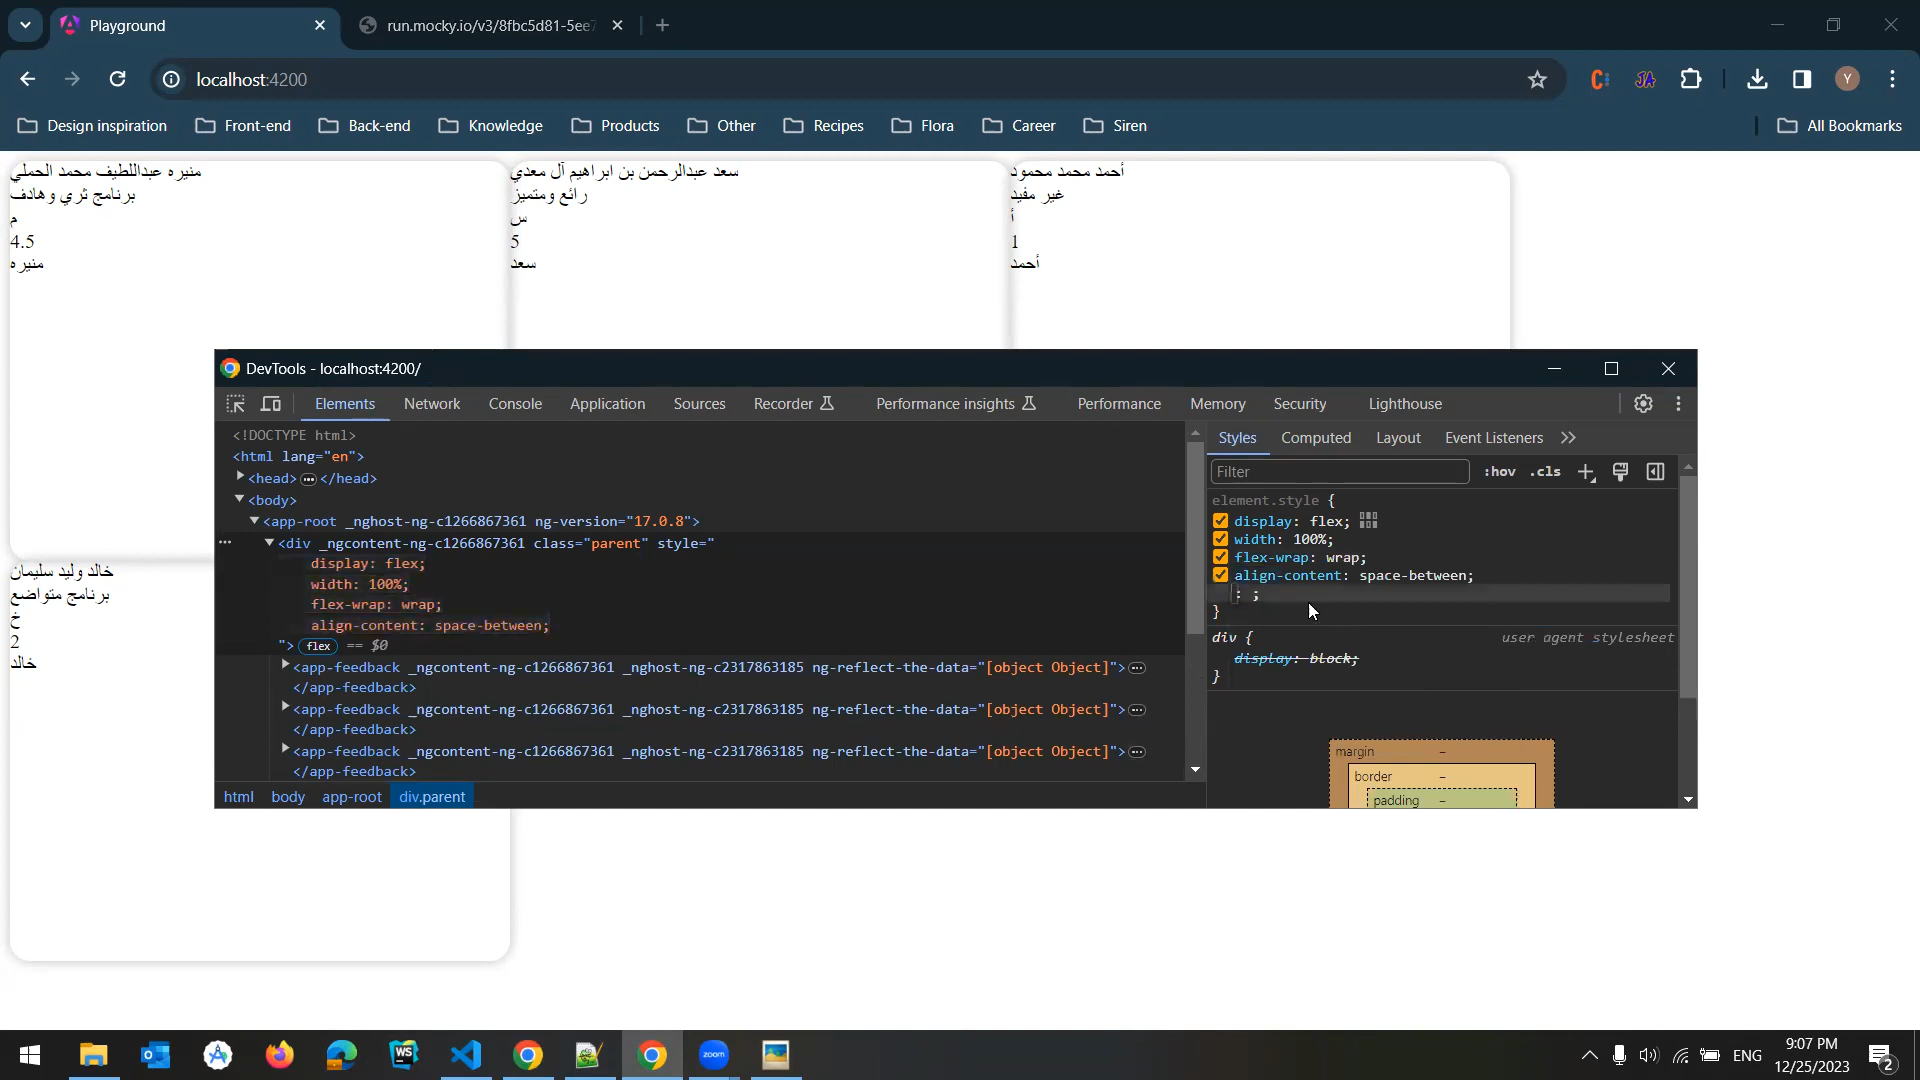 Playground
run.mocky.io/v3/8fbc5d81-5ee
localhost:4200
Y
Design inspiration
Front-end
Back-end
Knowledge
Products
Other
Recipes
Flora
Career
Siren
All Bookmarks
منيره عبداللطيف محمد الحملي
برنامج ثري وهادف
م
4.5
منيره
سعد عبدالرحمن بن ابراهيم آل معدي
رائع ومتميز
س
5
سعد
أحمد محمد محمود
غير مفيد
أ
1
أحمد
خالد وليد سليمان
برنامج متواضع
خ
2
خالد
DevTools - localhost:4200/
Elements
Network
Console
Application
Sources
Recorder
Performance insights
Performance
Memory
Security
Lighthouse
<!DOCTYPE html>
<html lang="en">
<head> </head>
<body>
<app-root _nghost-ng-c1266867361 ng-version="17.0.8">
<div _ngcontent-ng-c1266867361 class="parent" style="
display: flex;
width: 100%;
flex-wrap: wrap;
align-content: space-between;
"> flex == $0
<app-feedback _ngcontent-ng-c1266867361 _nghost-ng-c2317863185 ng-reflect-the-data="[object Object]">
</app-feedback>
<app-feedback _ngcontent-ng-c1266867361 _nghost-ng-c2317863185 ng-reflect-the-data="[object Object]">
</app-feedback>
<app-feedback _ngcontent-ng-c1266867361 _nghost-ng-c2317863185 ng-reflect-the-data="[object Object]">
</app-feedback>
html body app-root div.parent
Styles
Computed
Layout
Event Listeners
Filter
:hov .cls
element.style {
display: flex;
width: 100%;
flex-wrap: wrap;
align-content: space-between;
: ;
}
div { user agent stylesheet
display: block;
}
margin –
border –
padding –
WS
zoom
ENG
9:07 PM
12/25/2023
2